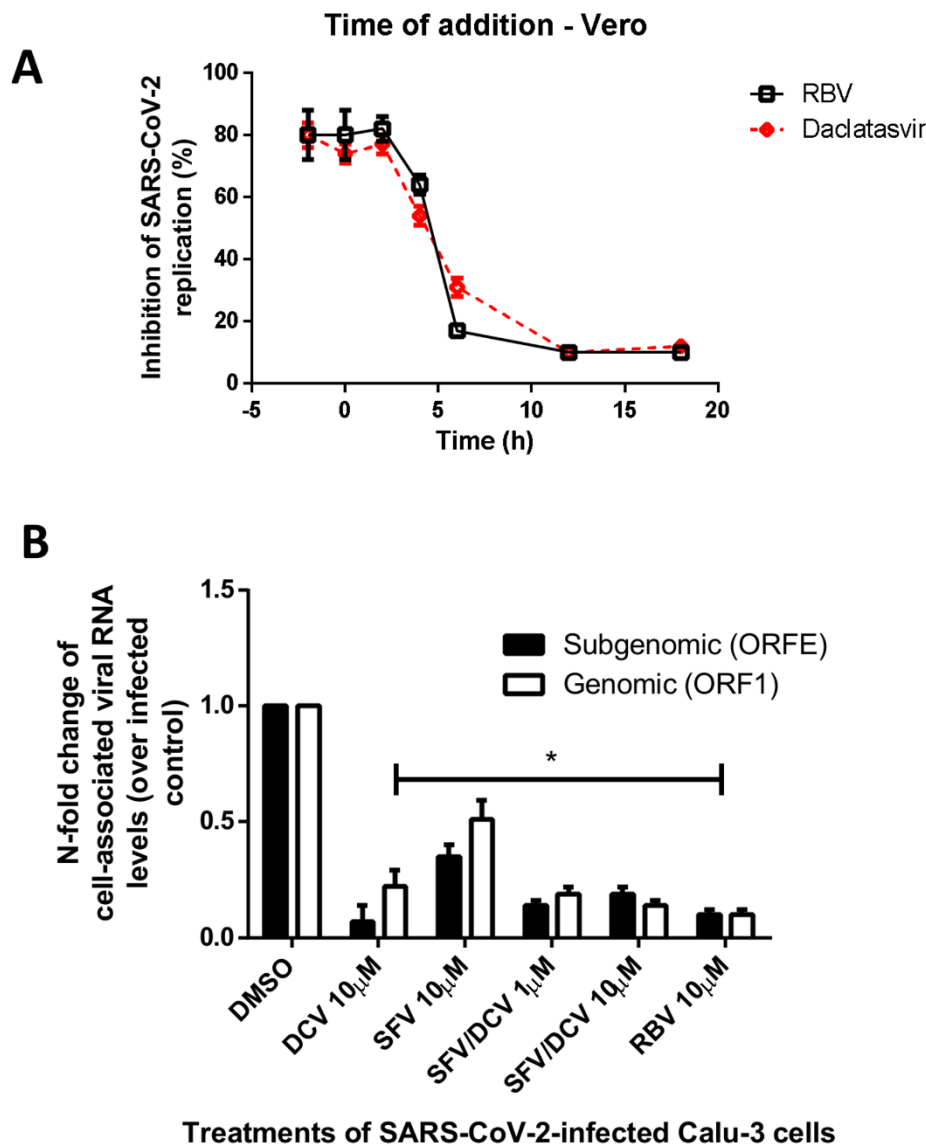 Time of addition - Vero
A
Inhibition of SARS-CoV-2
replication (%)
100
80
60
40
20
0
-5
0
5
10
15
20
Time (h)
RBV
Daclatasvir
B
N-fold change of
cell-associated viral RNA
levels (over infected
control)
1.5
1.0
0.5
0.0
Subgenomic (ORFE)
Genomic (ORF1)
*
DMSO
DCV 10μM
SFV 10μM
SFV/DCV 1μM
SFV/DCV 10μM
RBV 10μM
Treatments of SARS-CoV-2-infected Calu-3 cells